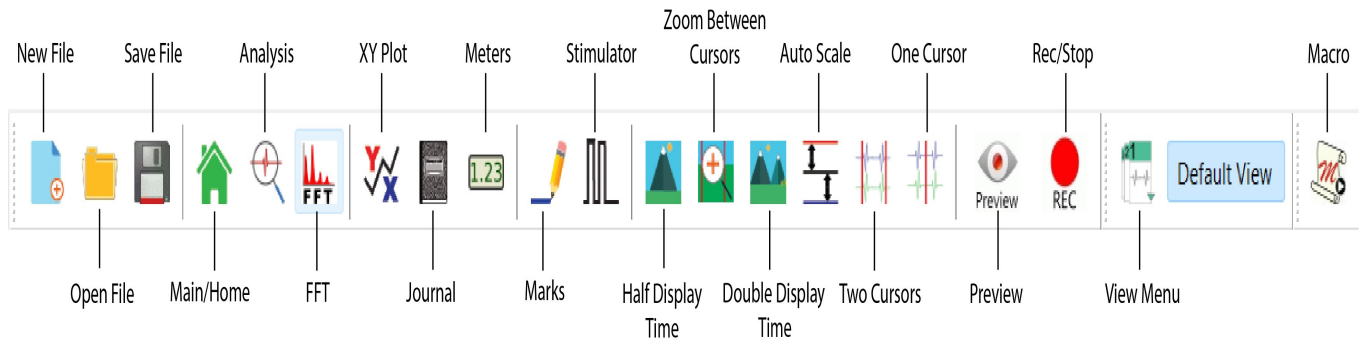 Zoom Between
New File
Save File
Analysis
XY Plot
Meters
Stimulator
Cursors
Auto Scale
One Cursor
Rec/Stop
Macro
FFT
Y
X
1.23
Preview
REC
21
Default View
m
Open File
Main/Home
FFT
Journal
Marks
Half Display
Time
Double Display
Time
Two Cursors
Preview
View Menu